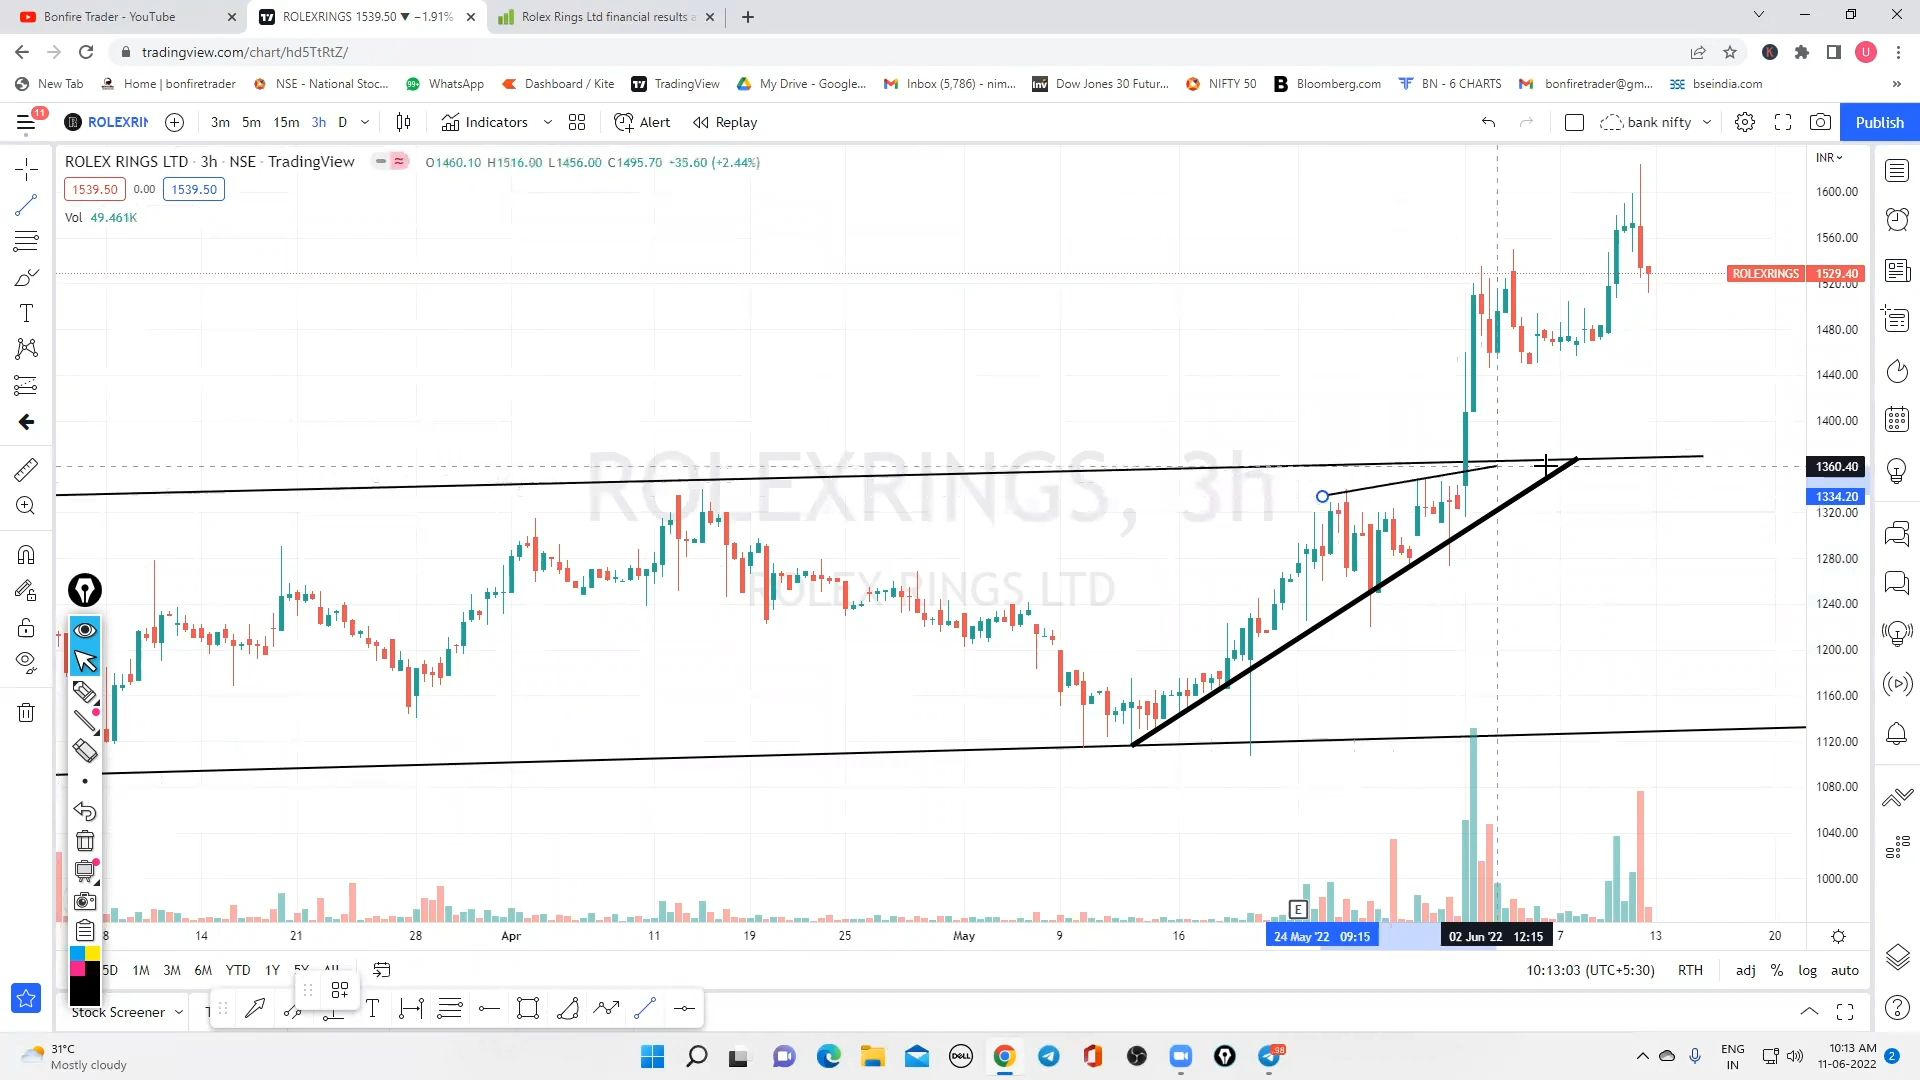 Bonfire Trader - YouTube
ROLEXRINGS 1539.50 ▼ −1.91%
Rolex Rings Ltd financial results a
tradingview.com/chart/hd5TtRtZ/
U
New Tab
Home | bonfiretrader
NSE - National Stoc...
99+
WhatsApp
Dashboard / Kite
TradingView
My Drive - Google...
Inbox (5,786) - nim...
Inv
Dow Jones 30 Futur...
NIFTY 50
Bloomberg.com
BN - 6 CHARTS
bonfiretrader@gm...
bseindia.com
11
ROLEXRIN
3m 5m 15m 3h D
Indicators
Alert
Replay
bank nifty
Publish
ROLEX RINGS LTD · 3h · NSE · TradingView
O1460.10 H1516.00 L1456.00 C1495.70 +35.60 (+2.44%)
INR
1539.50 0.00 1539.50
Vol 49.461K
1600.00
1560.00
ROLEXRINGS 1529.40
1520.00
1480.00
1440.00
1400.00
1360.40
1334.20
1320.00
1280.00
1240.00
1200.00
1160.00
1120.00
1080.00
1040.00
1000.00
ROLEXRINGS, 3h
ROLEX RINGS LTD
E
8 14 21 28 Apr 11 19 25 May 9 16 24 May '22 09:15 02 Jun '22 12:15 7 13 20
5D 1M 3M 6M YTD 1Y 5Y All
10:13:03 (UTC+5:30) RTH adj % log auto
Stock Screener
T
31°C
Mostly cloudy
DELL
98
ENG
IN
10:13 AM
11-06-2022
2